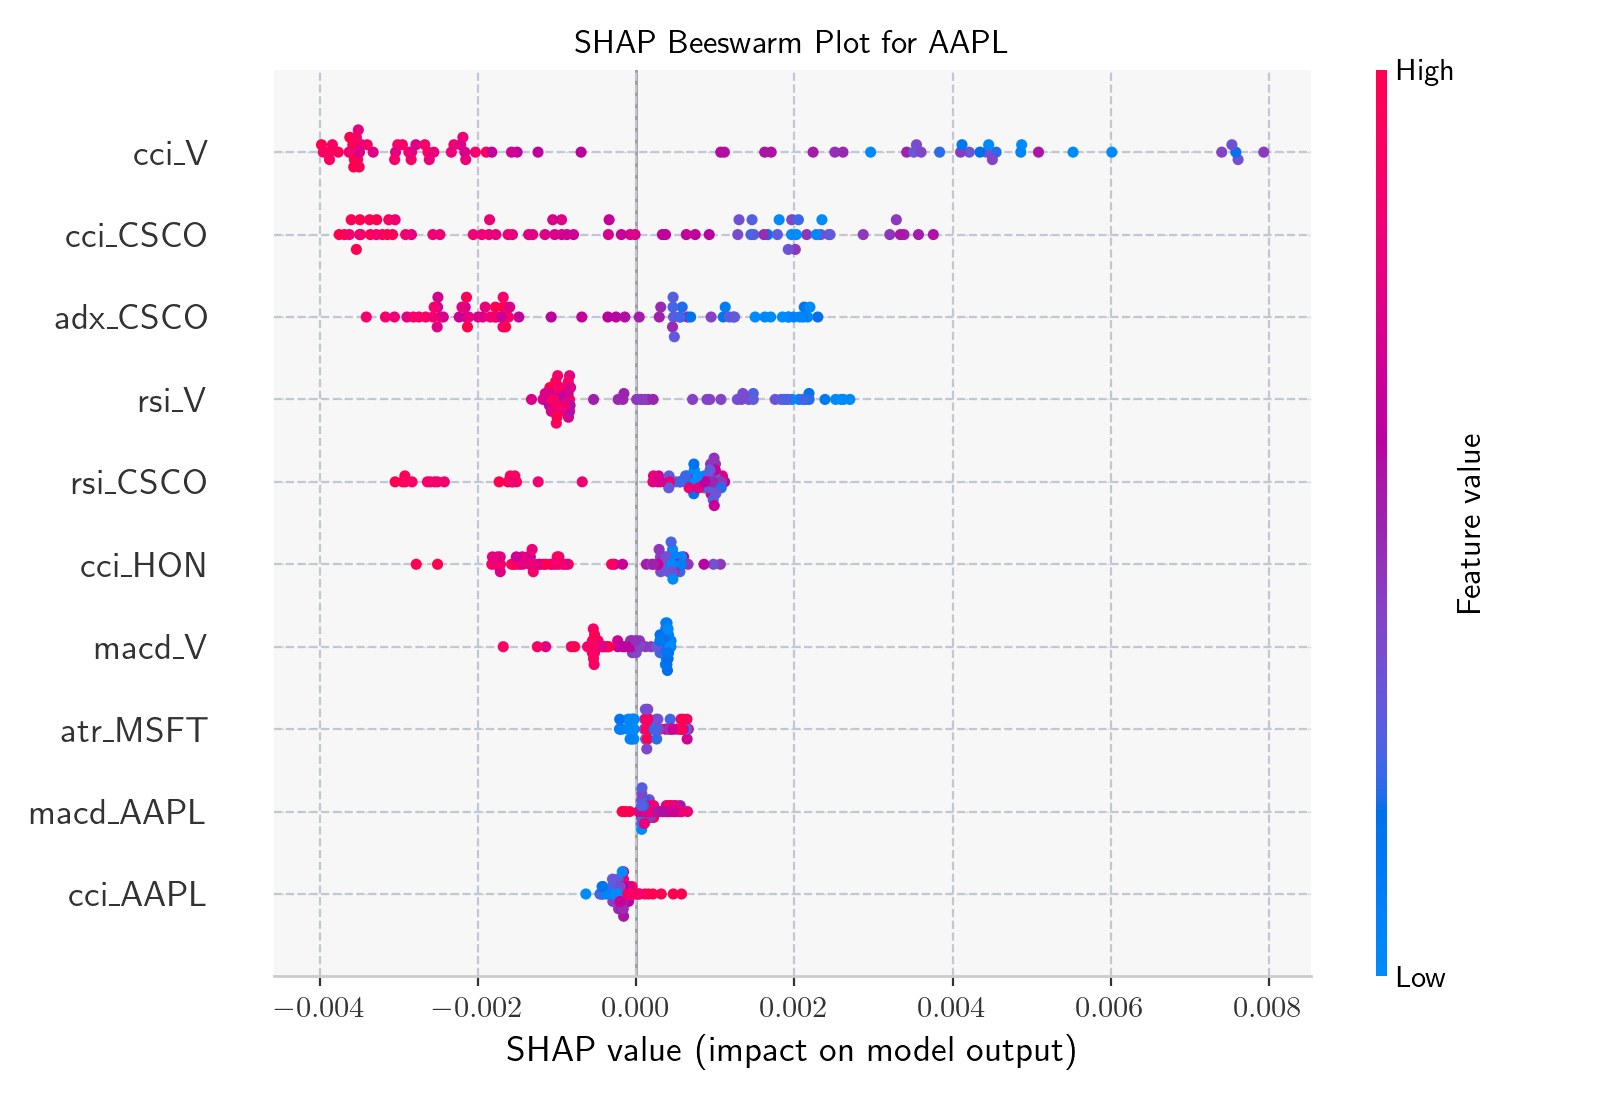 SHAP Beeswarm Plot for AAPL
High
cci_V
cci_CSCO
adx_CSCO
rsi_V
rsi_CSCO
cci_HON
macd_V
atr_MSFT
macd_AAPL
cci_AAPL
Feature value
Low
−0.004 −0.002 0.000 0.002 0.004 0.006 0.008
SHAP value (impact on model output)